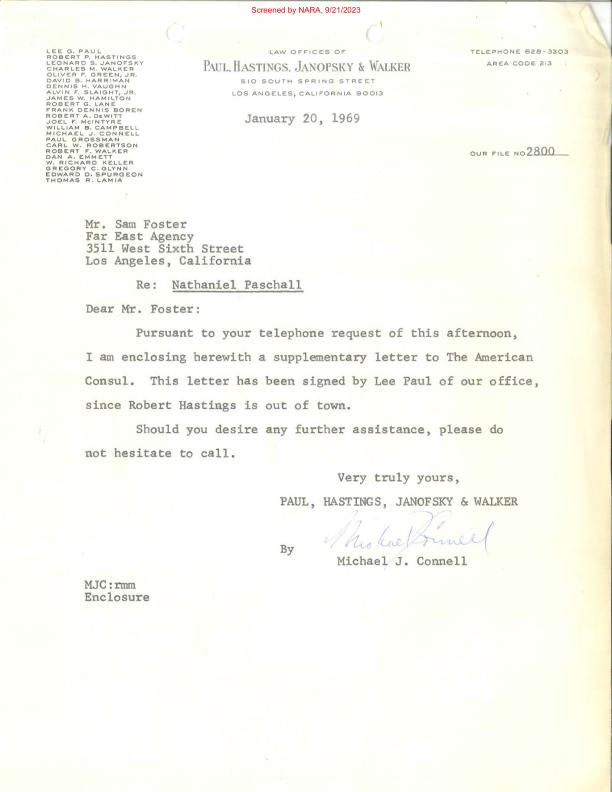 Screened by NARA, 9/21/2023
LEE G. PAUL
ROBERT P. HASTINGS
LEONARD S. JANOFSKY
CHARLES M. WALKER
OLIVER F. GREEN, JR.
DAVID B. HARRIMAN
DENNIS H. VAUGHN
ALVIN F. SLAIGHT, JR.
JAMES W. HAMILTON
ROBERT G. LANE
FRANK DENNIS BOREN
ROBERT A. DeWITT
JOEL F. McINTYRE
WILLIAM B. CAMPBELL
MICHAEL J. CONNELL
PAUL GROSSMAN
CARL W. ROBERTSON
ROBERT F. WALKER
DAN A. EMMETT
W. RICHARD KELLER
GREGORY C. GLYNN
EDWARD D. SPURGEON
THOMAS R. LAMIA
LAW OFFICES OF
PAUL, HASTINGS, JANOFSKY & WALKER
510 SOUTH SPRING STREET
LOS ANGELES, CALIFORNIA 90013
TELEPHONE 628-3303
AREA CODE 213
January 20, 1969
OUR FILE NO 2800
Mr. Sam Foster
Far East Agency
3511 West Sixth Street
Los Angeles, California
Re: Nathaniel Paschall
Dear Mr. Foster:
Pursuant to your telephone request of this afternoon,
I am enclosing herewith a supplementary letter to The American
Consul. This letter has been signed by Lee Paul of our office,
since Robert Hastings is out of town.
Should you desire any further assistance, please do
not hesitate to call.
Very truly yours,
PAUL, HASTINGS, JANOFSKY & WALKER
Michael J Connell
By
Michael J. Connell
MJC:rmm
Enclosure